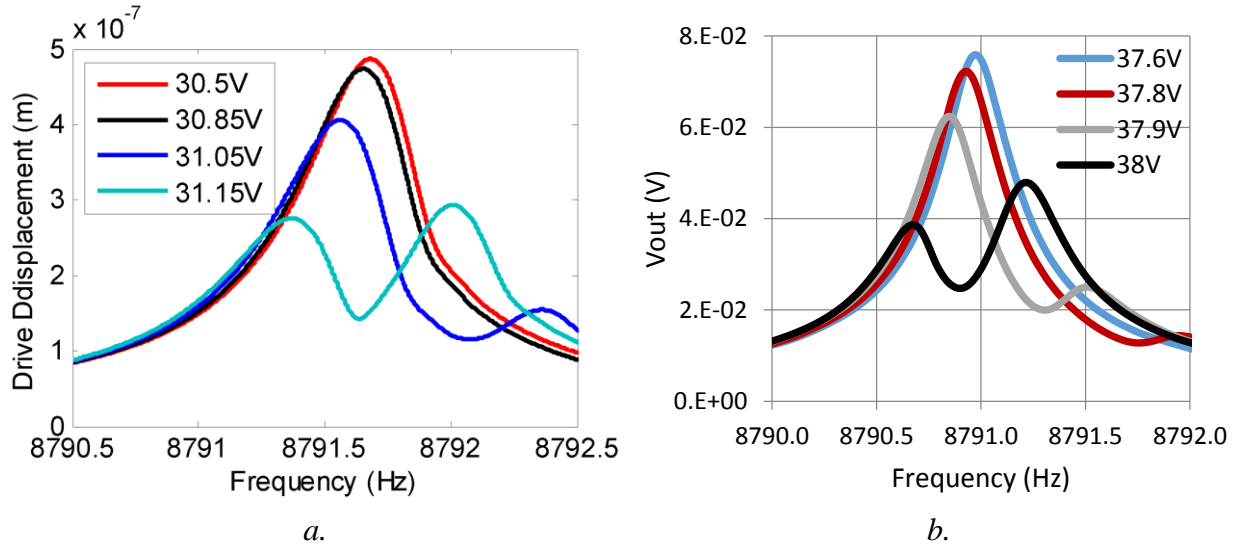 x 10⁻⁷
5
4
3
2
1
0
Drive Ddisplacement (m)
30.5V
30.85V
31.05V
31.15V
8790.5 8791 8791.5 8792 8792.5
Frequency (Hz)
a.
8.E-02
6.E-02
4.E-02
2.E-02
0.E+00
Vout (V)
37.6V
37.8V
37.9V
38V
8790.0 8790.5 8791.0 8791.5 8792.0
Frequency (Hz)
b.